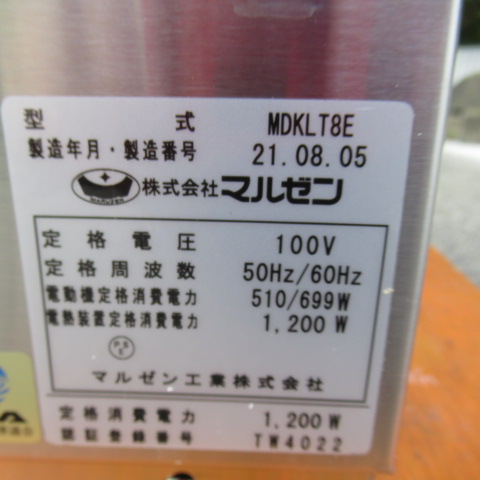 型式 MDKLT8E
製造年月・製造番号 21.08.05
MARUZEN 株式会社マルゼン
定格電圧 100V
定格周波数 50Hz/60Hz
電動機定格消費電力 510/699W
電熱装置定格消費電力 1,200W
PS E
マルゼン工業株式会社
定格消費電力 1,200W
認証登録番号 TW4022
A